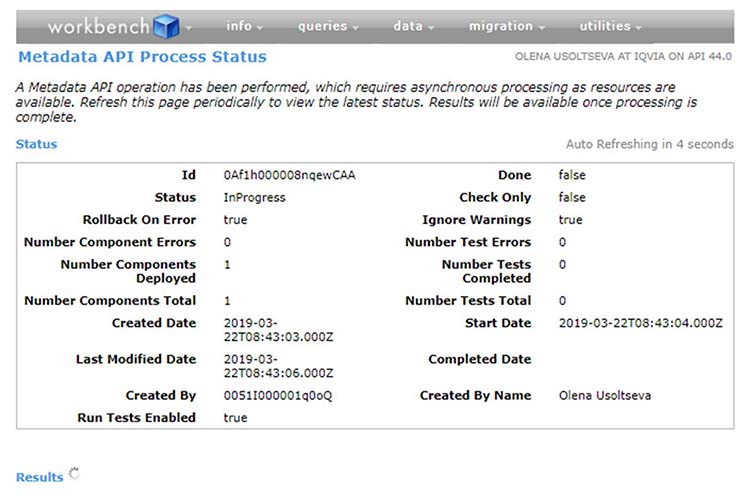 workbench info queries data migration utilities
Metadata API Process Status OLENA USOLTSEVA AT IQVIA ON API 44.0
A Metadata API operation has been performed, which requires asynchronous processing as resources are
available. Refresh this page periodically to view the latest status. Results will be available once processing is
complete.
Status Auto Refreshing in 4 seconds
Id 0Af1h000008nqewCAA Done false
Status InProgress Check Only false
Rollback On Error true Ignore Warnings true
Number Component Errors 0 Number Test Errors 0
Number Components Deployed 1 Number Tests Completed 0
Number Components Total 1 Number Tests Total 0
Created Date 2019-03-22T08:43:03.000Z Start Date 2019-03-22T08:43:04.000Z
Last Modified Date 2019-03-22T08:43:06.000Z Completed Date
Created By 0051I000001q0oQ Created By Name Olena Usoltseva
Run Tests Enabled true
Results